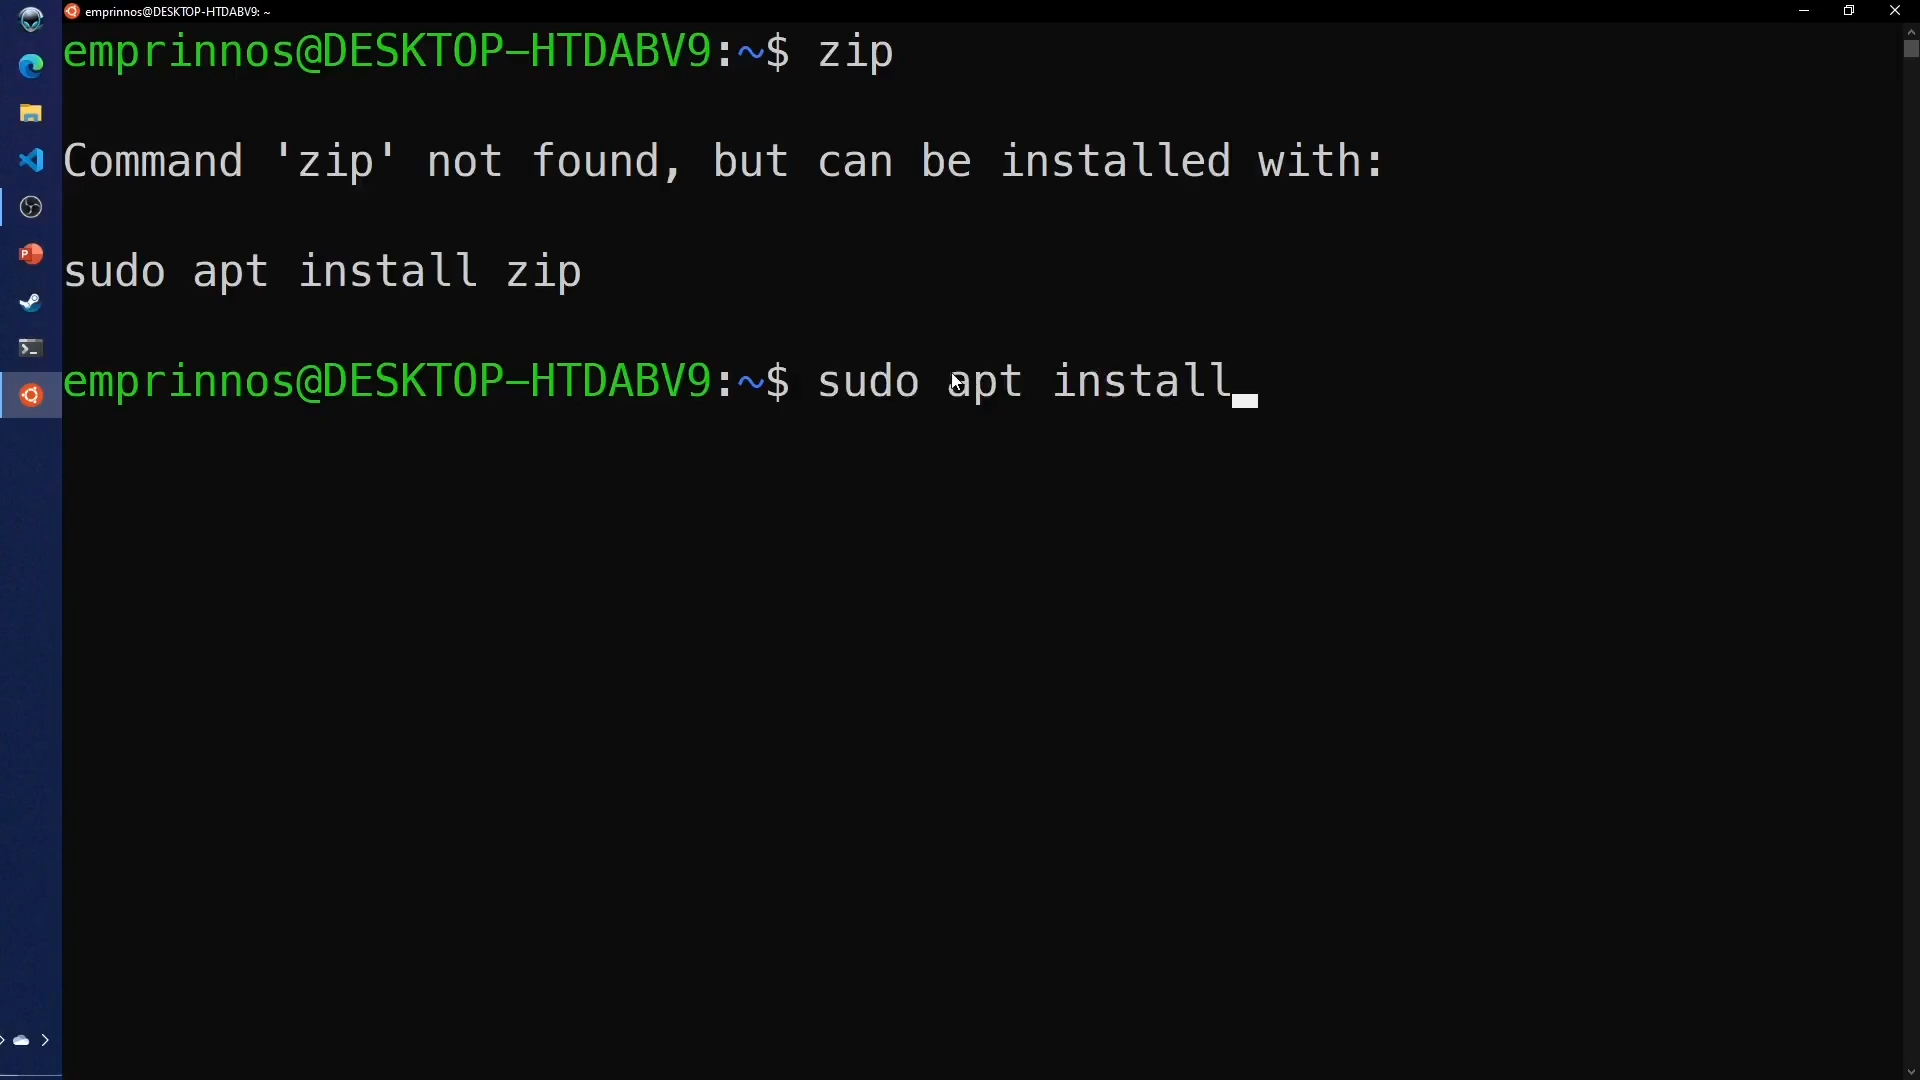 emprinnos@DESKTOP-HTDABV9: ~
emprinnos@DESKTOP-HTDABV9:~$ zip
Command 'zip' not found, but can be installed with:
sudo apt install zip
emprinnos@DESKTOP-HTDABV9:~$ sudo apt install